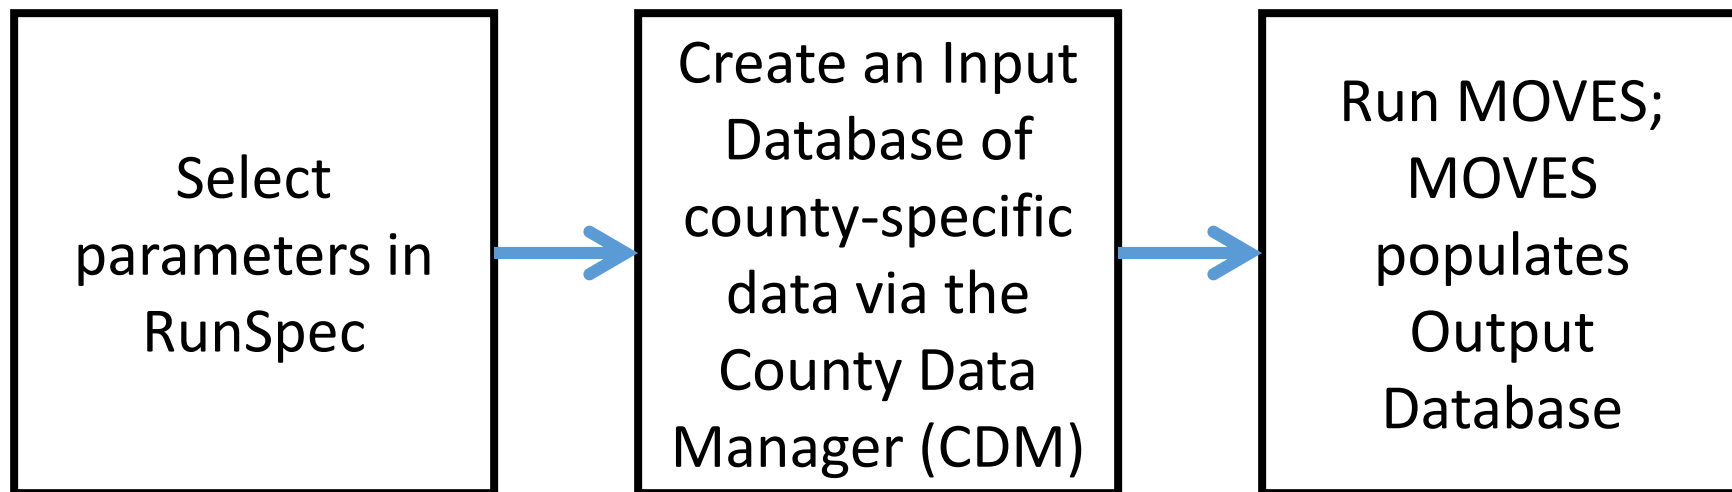 Select
parameters in
RunSpec
Create an Input
Database of
county-specific
data via the
County Data
Manager (CDM)
Run MOVES;
MOVES
populates
Output
Database